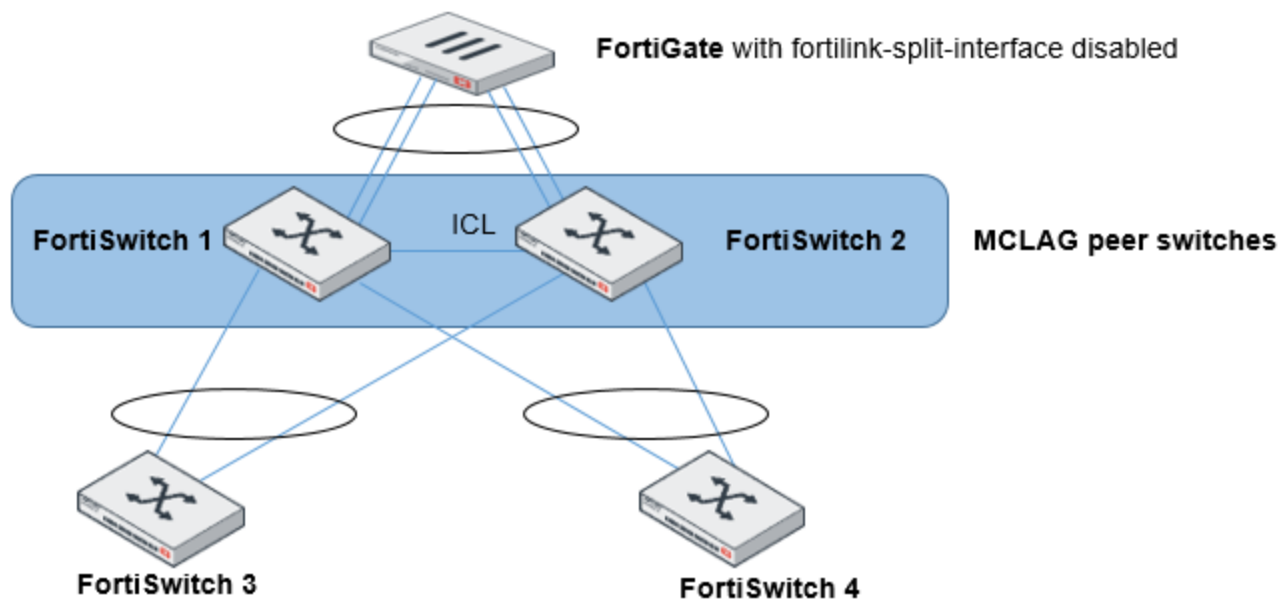 FortiGate with fortilink-split-interface disabled
ICL
FortiSwitch 1
FortiSwitch 2
MCLAG peer switches
FortiSwitch 3
FortiSwitch 4